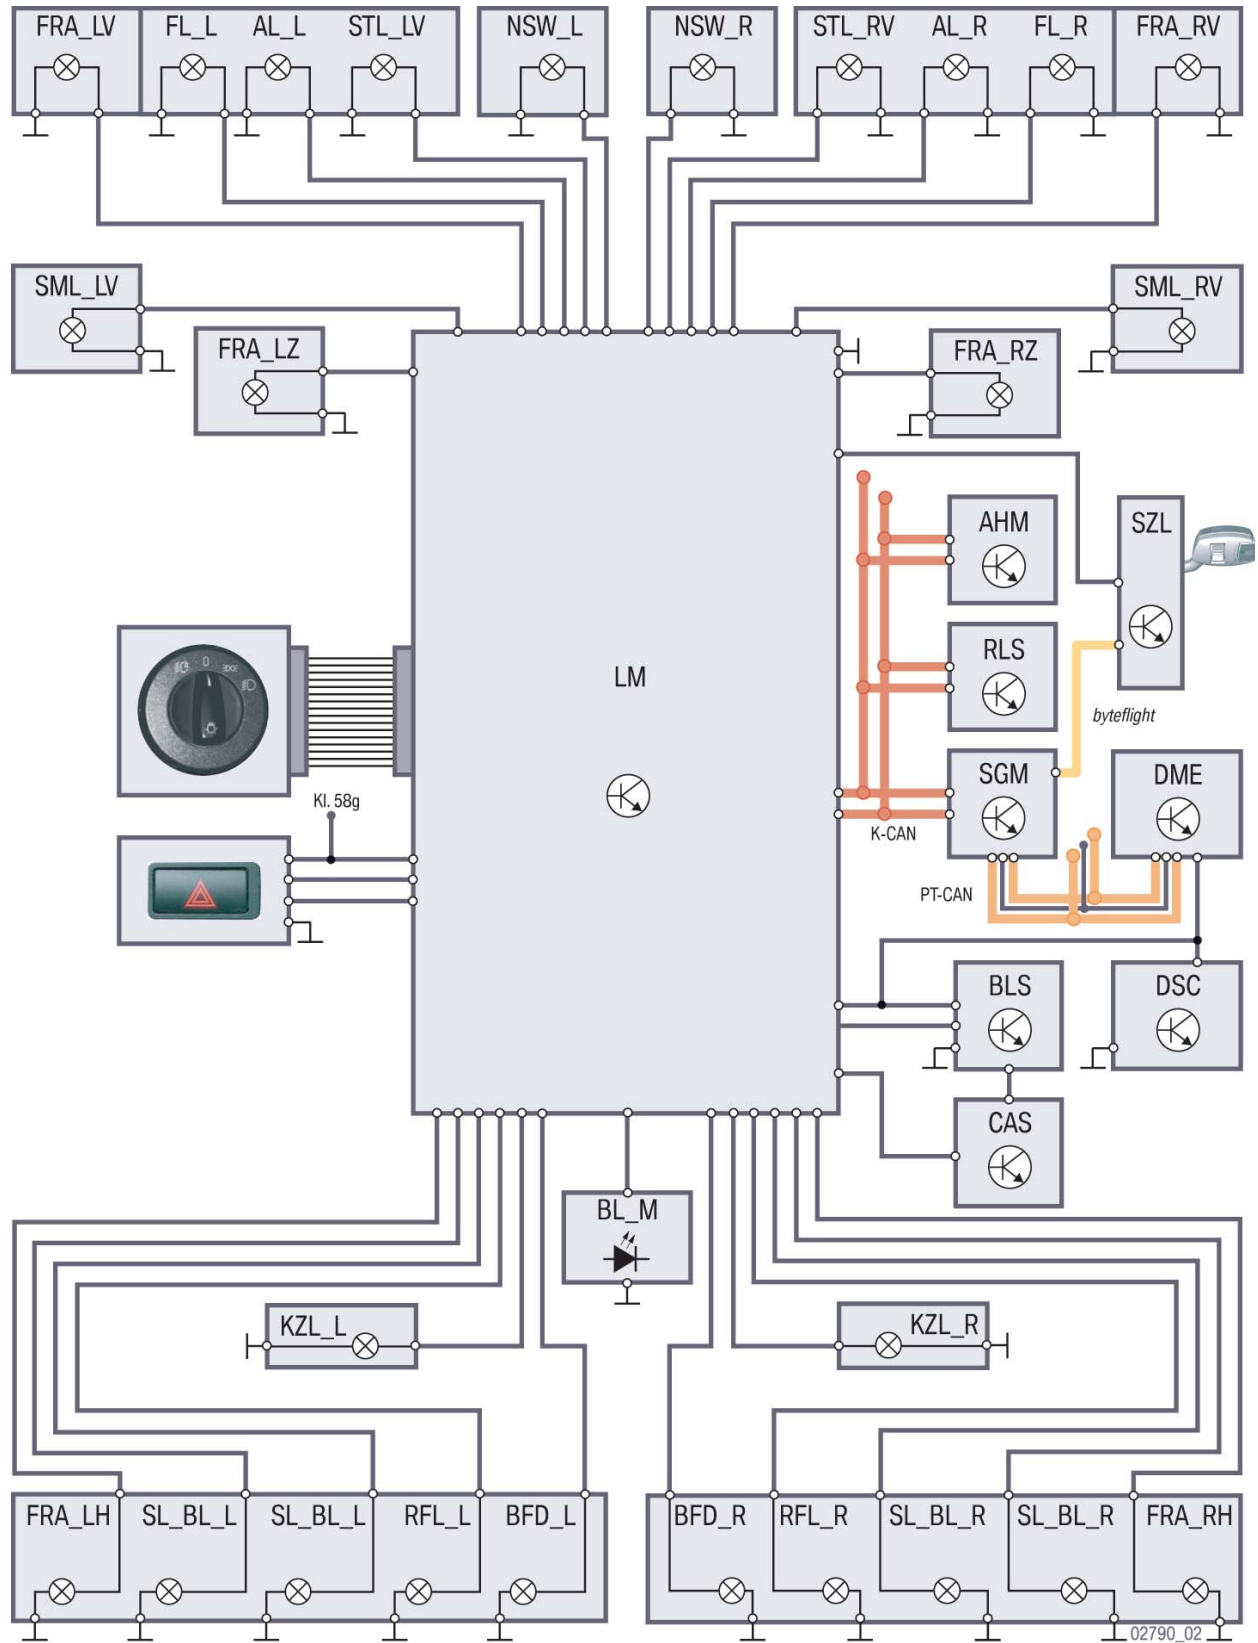 FRA_LV FL_L AL_L STL_LV NSW_L NSW_R STL_RV AL_R FL_R FRA_RV
SML_LV SML_RV
FRA_LZ FRA_RZ
AHM SZL
0
RLS
LM
byteflight
SGM DME
Kl. 58g
K-CAN
PT-CAN
BLS DSC
CAS
BL_M
KZL_L KZL_R
FRA_LH SL_BL_L SL_BL_L RFL_L BFD_L BFD_R RFL_R SL_BL_R SL_BL_R FRA_RH
02790_02